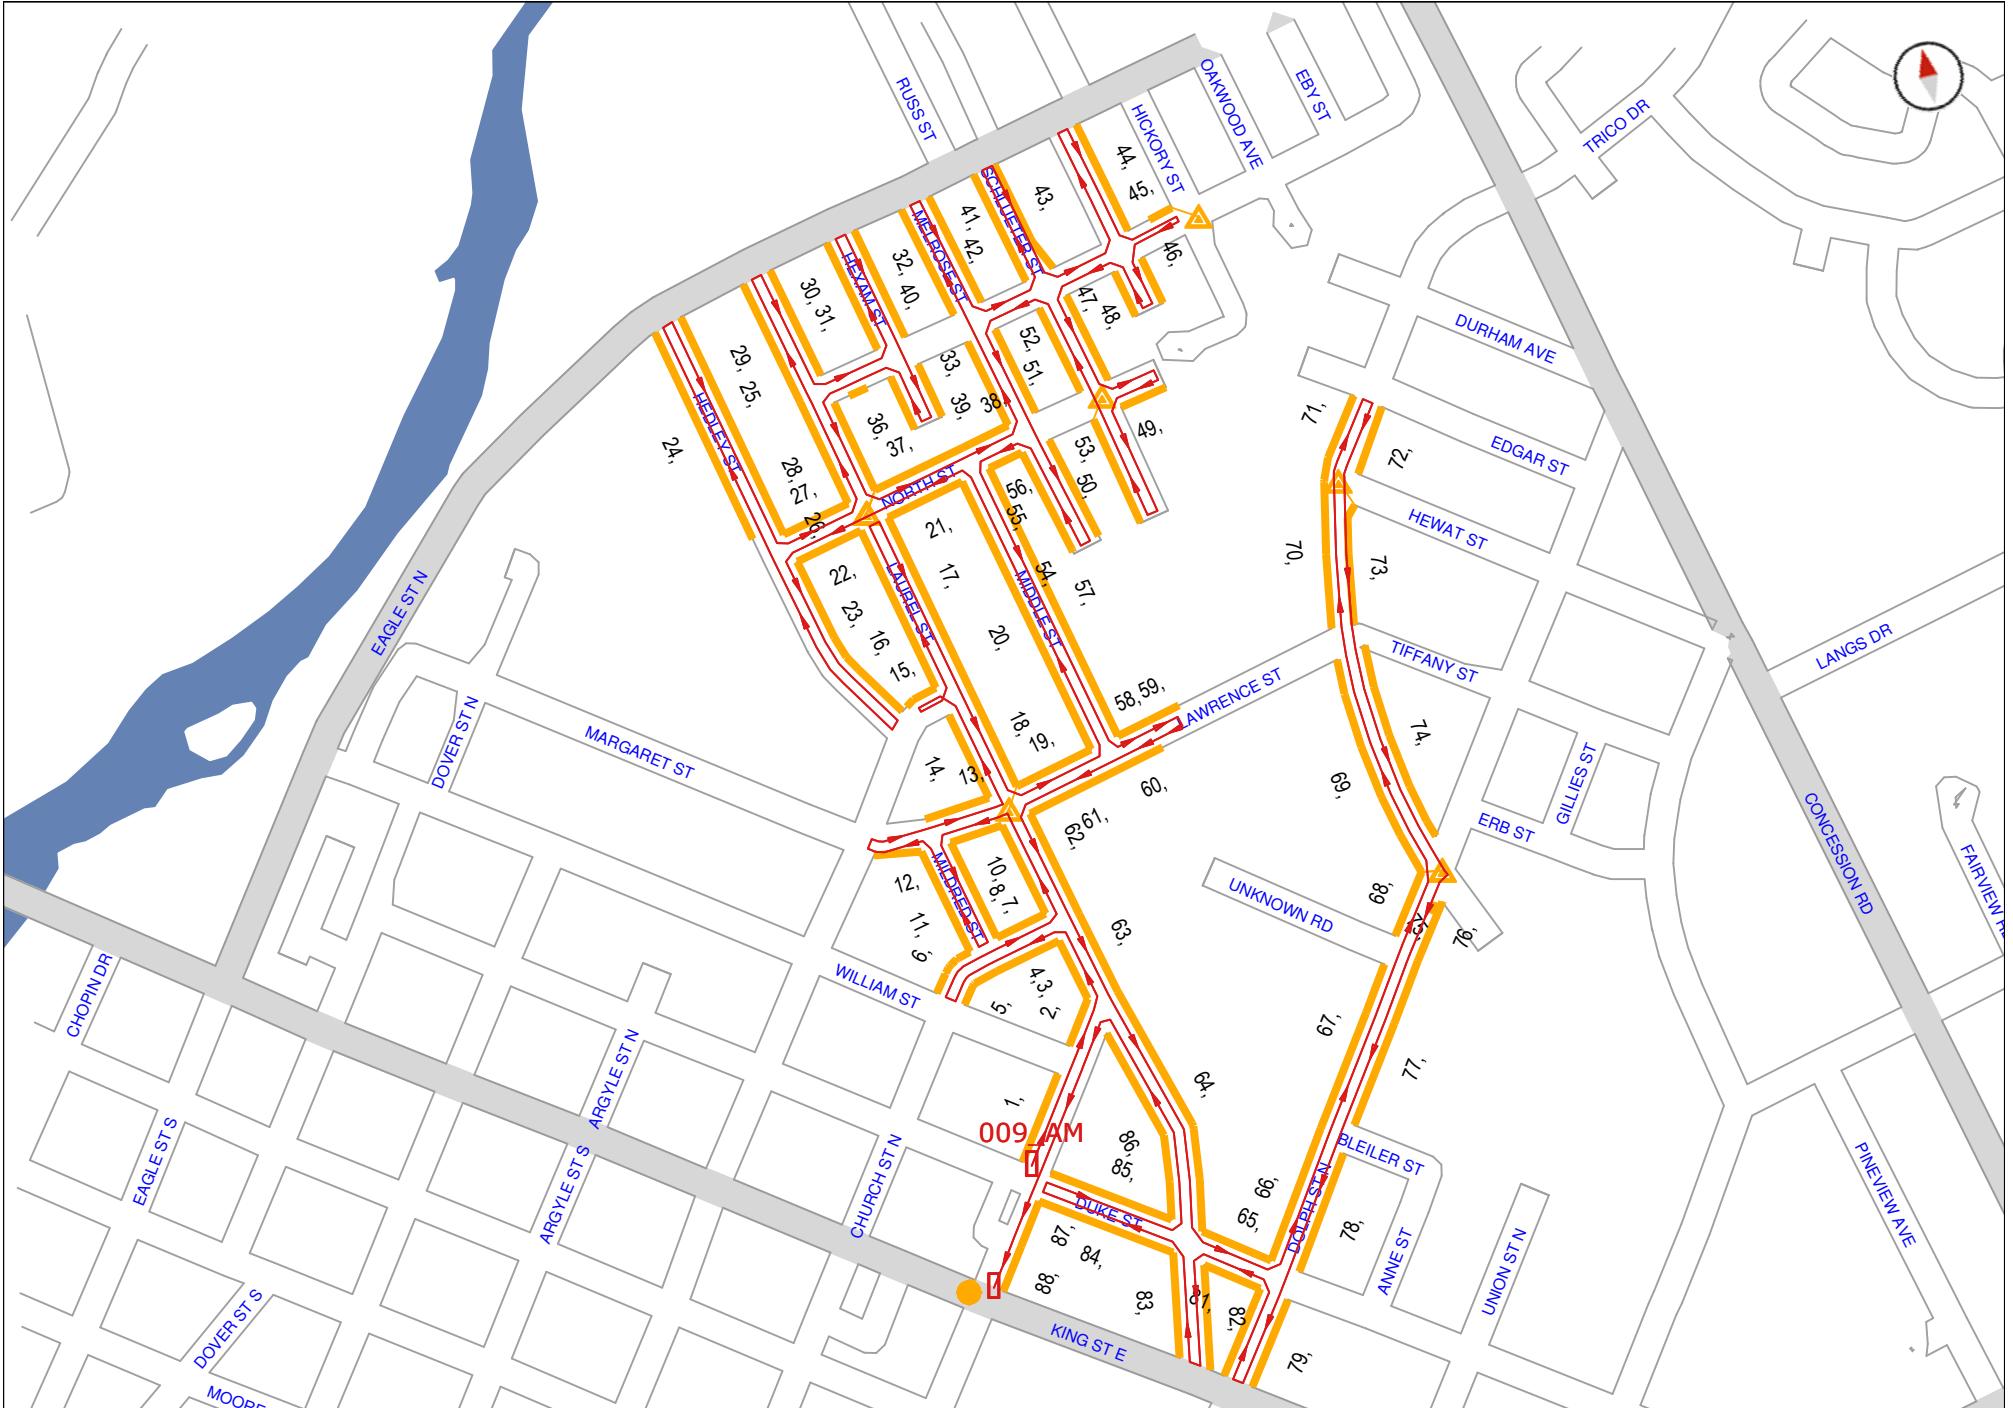 RUSS ST
HICKORY ST
OAKWOOD AVE
EBY ST
TRICO DR
44,
45,
43,
SCHLUETER ST
41,
42,
MELROSE ST
32,
40,
HEXAM ST
30,
31,
46,
47,
48,
DURHAM AVE
29,
25,
33,
39,
38,
52,
51,
36,
37,
49,
53,
50,
71,
72,
EDGAR ST
HEDLEY ST
24,
28,
27,
26,
NORTH ST
56,
55,
HEWAT ST
21,
17,
22,
23,
16,
15,
LAUREL ST
20,
MIDDLE ST
54,
57,
70,
73,
EAGLE ST N
LANGS DR
TIFFANY ST
58,
59,
LAWRENCE ST
DOVER ST N
MARGARET ST
18,
19,
14,
13,
60,
61,
62,
69,
74,
GILLIES ST
ERB ST
CONCESSION RD
FAIRVIEW R
12,
11,
6,
MILDRED ST
10,
8,
7,
UNKNOWN RD
68,
75,
76,
63,
CHOPIN DR
WILLIAM ST
5,
4,
3,
2,
67,
77,
64,
ARGYLE ST N
1,
009_AM
86,
85,
BLEILER ST
PINEVIEW AVE
EAGLE ST S
ARGYLE ST S
CHURCH ST N
DUKE ST
87,
84,
88,
83,
66,
65,
DOLPH ST N
78,
ANNE ST
UNION ST N
81,
82,
79,
KING ST E
DOVER ST S
MOORE